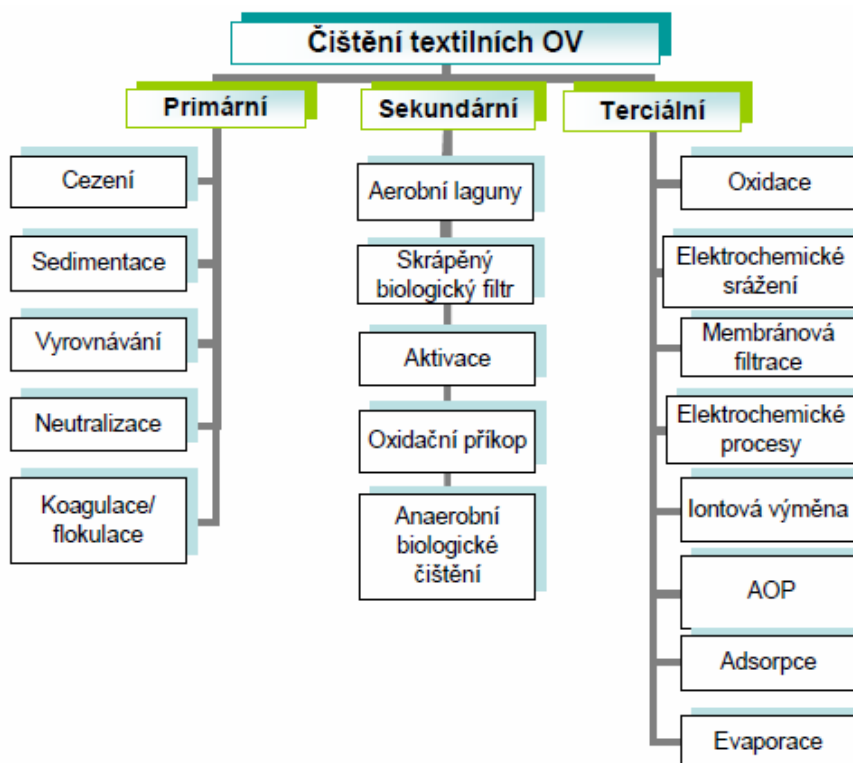 Čištění textilních OV
Primární
Cezení
Sedimentace
Vyrovnávání
Neutralizace
Koagulace/
flokulace
Sekundární
Aerobní laguny
Skrápěný
biologický filtr
Aktivace
Oxidační příkop
Anaerobní
biologické
čištění
Terciální
Oxidace
Elektrochemické
srážení
Membránová
filtrace
Elektrochemické
procesy
Iontová výměna
AOP
Adsorpce
Evaporace